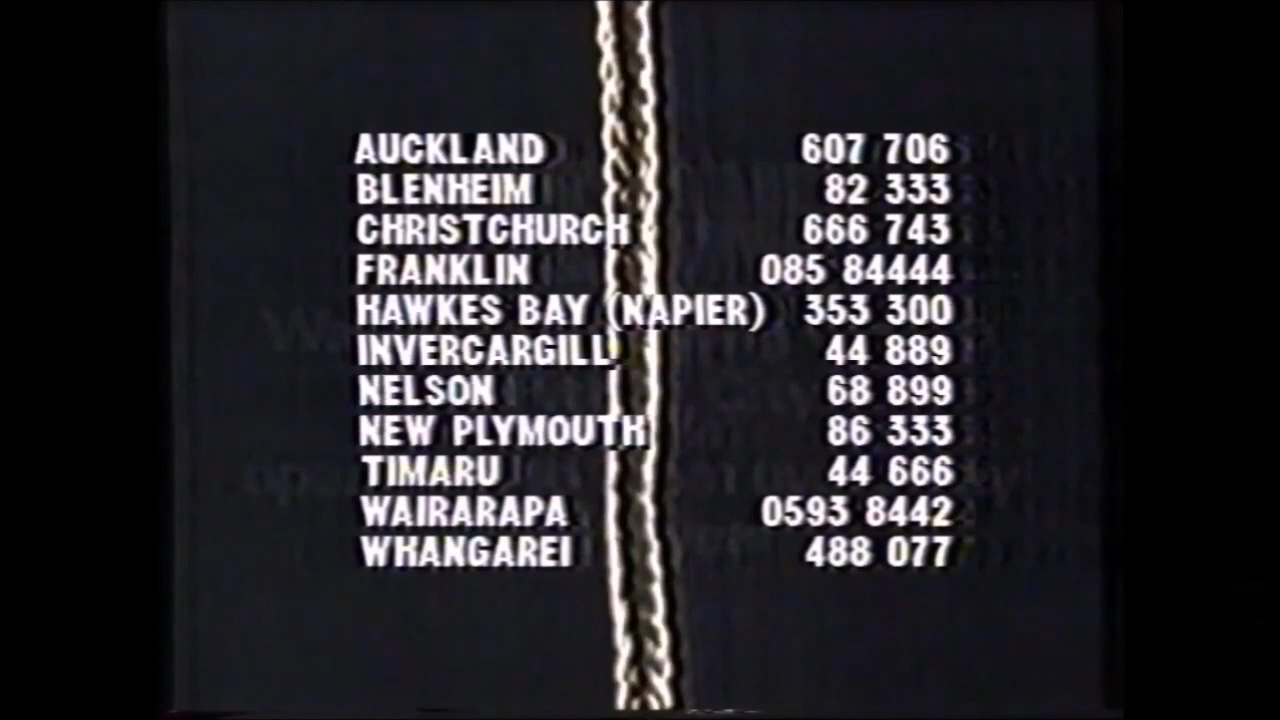 AUCKLAND 607 706
BLENHEIM 82 333
CHRISTCHURCH 666 743
FRANKLIN 085 84444
HAWKES BAY (NAPIER) 353 300
INVERCARGILL 44 889
NELSON 68 899
NEW PLYMOUTH 86 333
TIMARU 44 666
WAIRARAPA 0593 8442
WHANGAREI 488 077